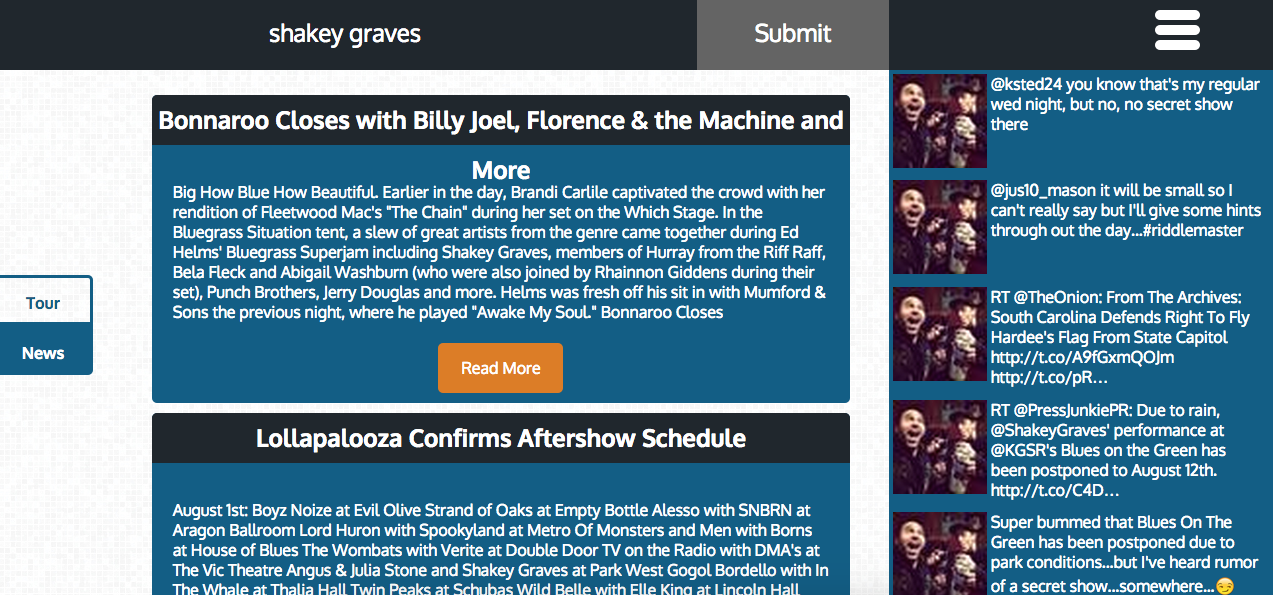 shakey graves
Submit
Tour
News
Bonnaroo Closes with Billy Joel, Florence & the Machine and
More
Big How Blue How Beautiful. Earlier in the day, Brandi Carlile captivated the crowd with her
rendition of Fleetwood Mac's "The Chain" during her set on the Which Stage. In the
Bluegrass Situation tent, a slew of great artists from the genre came together during Ed
Helms' Bluegrass Superjam including Shakey Graves, members of Hurray from the Riff Raff,
Bela Fleck and Abigail Washburn (who were also joined by Rhainnon Giddens during their
set), Punch Brothers, Jerry Douglas and more. Helms was fresh off his sit in with Mumford &
Sons the previous night, where he played "Awake My Soul." Bonnaroo Closes
Read More
Lollapalooza Confirms Aftershow Schedule
August 1st: Boyz Noize at Evil Olive Strand of Oaks at Empty Bottle Alesso with SNBRN at
Aragon Ballroom Lord Huron with Spookyland at Metro Of Monsters and Men with Borns
at House of Blues The Wombats with Verite at Double Door TV on the Radio with DMA's at
The Vic Theatre Angus & Julia Stone and Shakey Graves at Park West Gogol Bordello with In
The Whale at Thalia Hall Twin Peaks at Schubas Wild Belle with Elle King at Lincoln Hall
@ksted24 you know that's my regular
wed night, but no, no secret show
there
@jus10_mason it will be small so I
can't really say but I'll give some hints
through out the day...#riddlemaster
RT @TheOnion: From The Archives:
South Carolina Defends Right To Fly
Hardee's Flag From State Capitol
http://t.co/A9fGxmQOJm
http://t.co/pR…
RT @PressJunkiePR: Due to rain,
@ShakeyGraves' performance at
@KGSR's Blues on the Green has
been postponed to August 12th.
http://t.co/C4D…
Super bummed that Blues On The
Green has been postponed due to
park conditions...but I've heard rumor
of a secret show...somewhere...😏